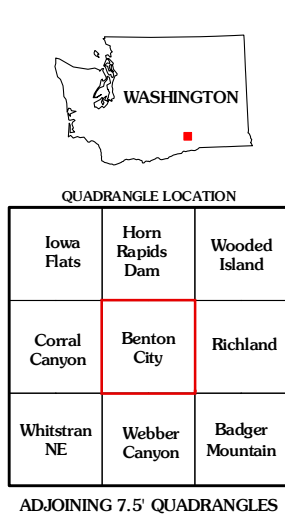 WASHINGTON
QUADRANGLE LOCATION
Iowa
Flats
Horn
Rapids
Dam
Wooded
Island
Corral
Canyon
Benton
City
Richland
Whitstran
NE
Webber
Canyon
Badger
Mountain
ADJOINING 7.5' QUADRANGLES